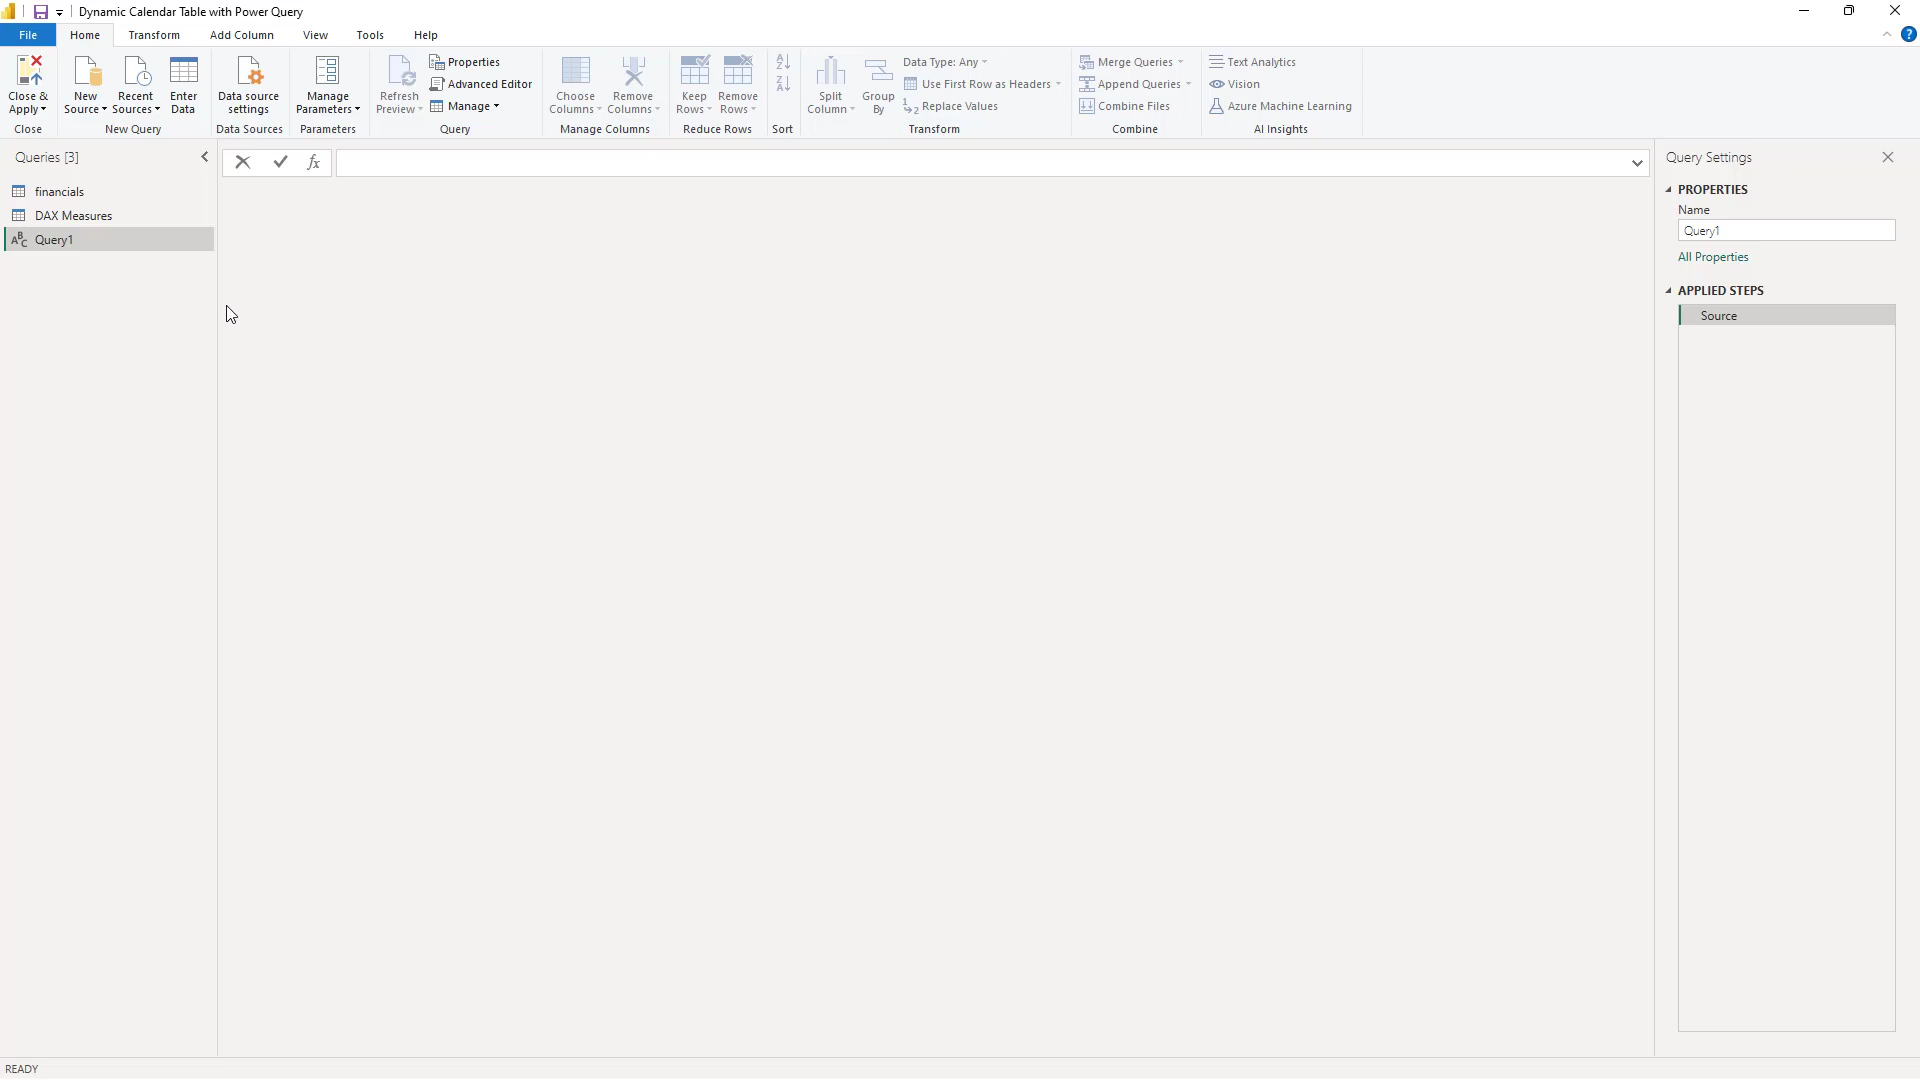 Dynamic Calendar Table with Power Query
File Home Transform Add Column View Tools Help
?
Close & Apply
New Source
Recent Sources
Enter Data
Data source settings
Manage Parameters
Refresh Preview
Properties
Advanced Editor
Manage
Choose Columns
Remove Columns
Keep Rows
Remove Rows
A Z
Z A
Split Column
Group By
Data Type: Any
Use First Row as Headers
1 2 Replace Values
Merge Queries
Append Queries
Combine Files
Text Analytics
Vision
Azure Machine Learning
Close
New Query
Data Sources
Parameters
Query
Manage Columns
Reduce Rows
Sort
Transform
Combine
AI Insights
Queries [3]
financials
DAX Measures
ABC Query1
fx
Query Settings
PROPERTIES
Name
Query1
All Properties
APPLIED STEPS
Source
READY